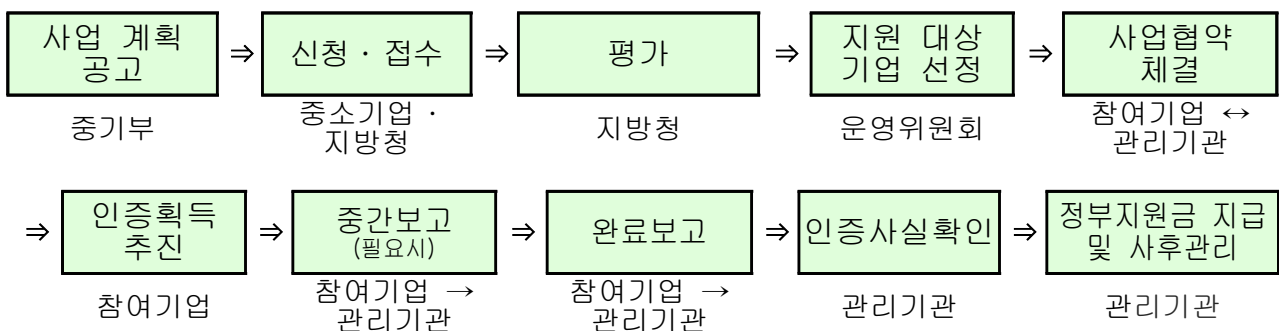 사업 계획
공고
⇒
신청 · 접수
⇒
평가
⇒
지원 대상
기업 선정
⇒
사업협약
체결
중기부
중소기업 ·
지방청
지방청
운영위원회
참여기업 ↔
관리기관
⇒
인증획득
추진
⇒
중간보고
(필요시)
⇒
완료보고
⇒
인증사실확인
⇒
정부지원금 지급
및 사후관리
참여기업
참여기업 →
관리기관
참여기업 →
관리기관
관리기관
관리기관